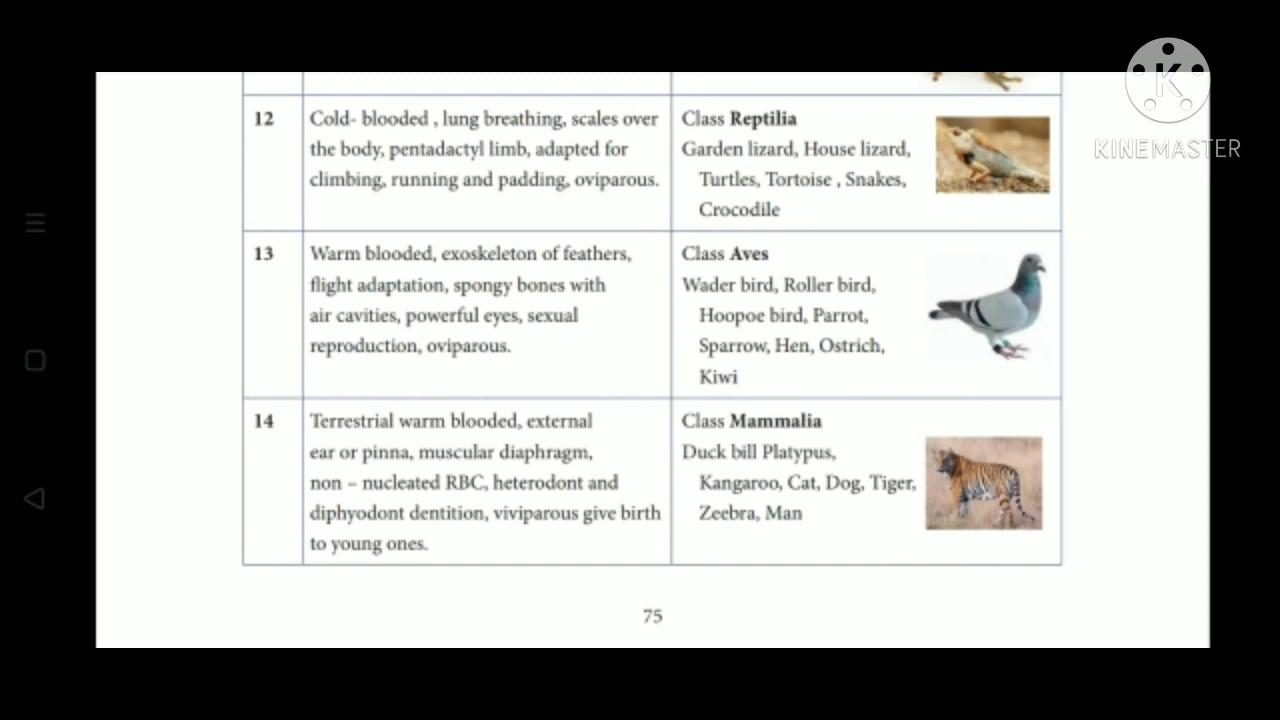 12
Cold- blooded , lung breathing, scales over
the body, pentadactyl limb, adapted for
climbing, running and padding, oviparous.
Class Reptilia
Garden lizard, House lizard,
Turtles, Tortoise , Snakes,
Crocodile
13
Warm blooded, exoskeleton of feathers,
flight adaptation, spongy bones with
air cavities, powerful eyes, sexual
reproduction, oviparous.
Class Aves
Wader bird, Roller bird,
Hoopoe bird, Parrot,
Sparrow, Hen, Ostrich,
Kiwi
14
Terrestrial warm blooded, external
ear or pinna, muscular diaphragm,
non – nucleated RBC, heterodont and
diphyodont dentition, viviparous give birth
to young ones.
Class Mammalia
Duck bill Platypus,
Kangaroo, Cat, Dog, Tiger,
Zeebra, Man
75
K
KINEMASTER